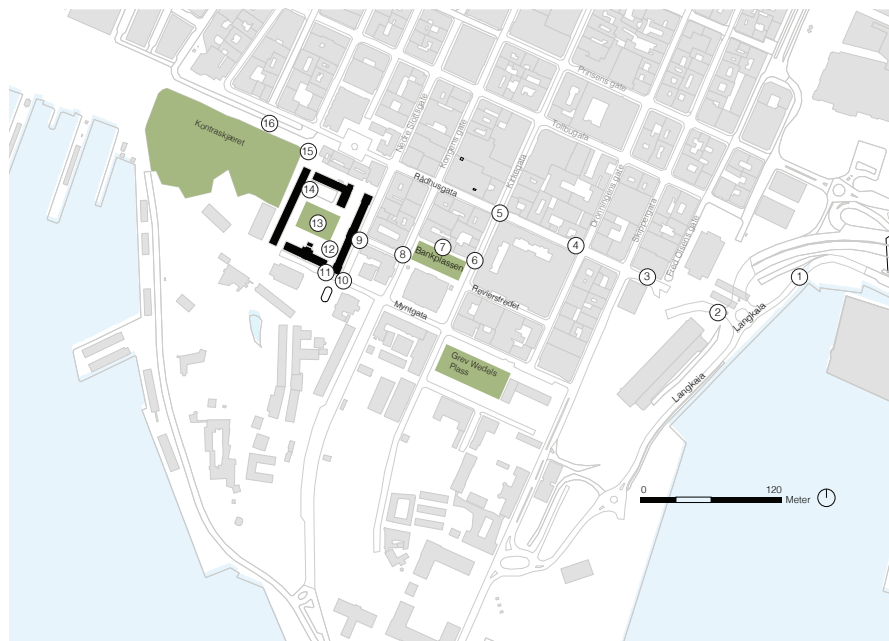 Prinsens gate
Tollbugata
Kontraskjæret
16
15
Nedre Slottsgate
Kongens gate
Kirkegata
Rådhusgata
Dronningens gate
Skippergata
Fred Olsens gate
14
13
12
11
10
9
8
7
Bankplassen
6
5
4
3
2
1
Langkaia
Langkaia
Revierstredet
Myntgata
Grev Wedels
Plass
0
120
Meter